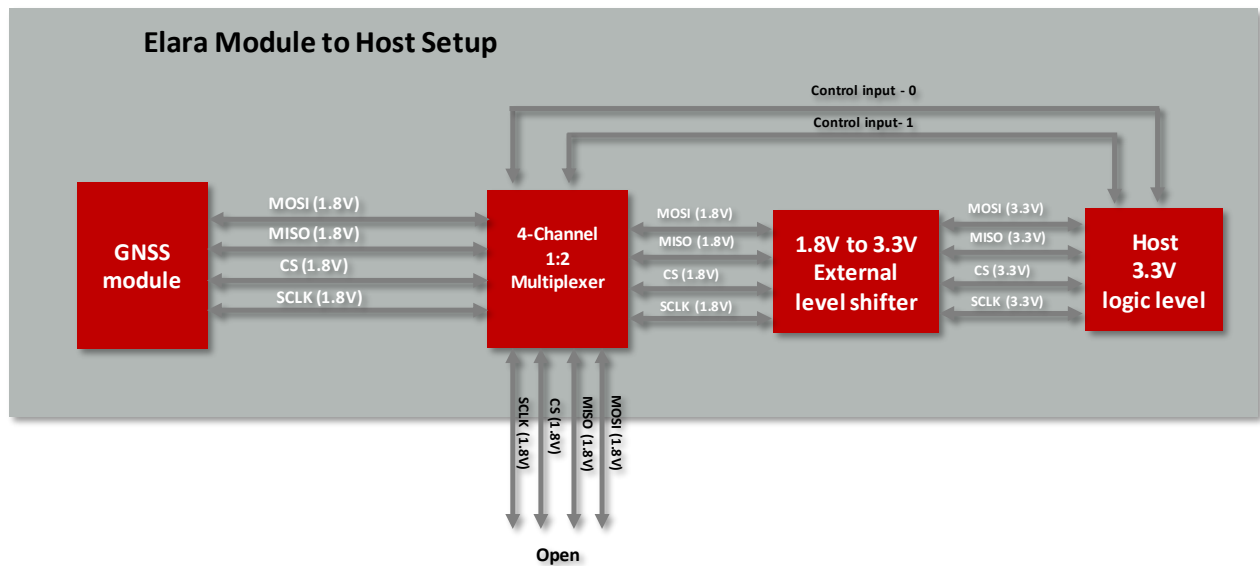 Elara Module to Host Setup
Control input - 0
Control input- 1
GNSS
module
MOSI (1.8V)
MISO (1.8V)
CS (1.8V)
SCLK (1.8V)
4-Channel
1:2
Multiplexer
MOSI (1.8V)
MISO (1.8V)
CS (1.8V)
SCLK (1.8V)
1.8V to 3.3V
External
level shifter
MOSI (3.3V)
MISO (3.3V)
CS (3.3V)
SCLK (3.3V)
Host
3.3V
logic level
SCLK (1.8V)
CS (1.8V)
MISO (1.8V)
MOSI (1.8V)
Open